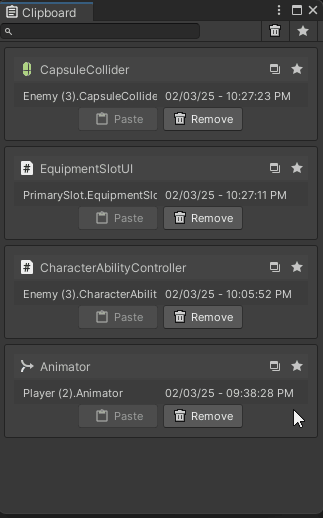 Clipboard
CapsuleCollider
Enemy (3).CapsuleCollide 02/03/25 - 10:27:23 PM
Paste Remove
EquipmentSlotUI
PrimarySlot.EquipmentSlo 02/03/25 - 10:27:11 PM
Paste Remove
CharacterAbilityController
Enemy (3).CharacterAbilit 02/03/25 - 10:05:52 PM
Paste Remove
Animator
Player (2).Animator 02/03/25 - 09:38:28 PM
Paste Remove